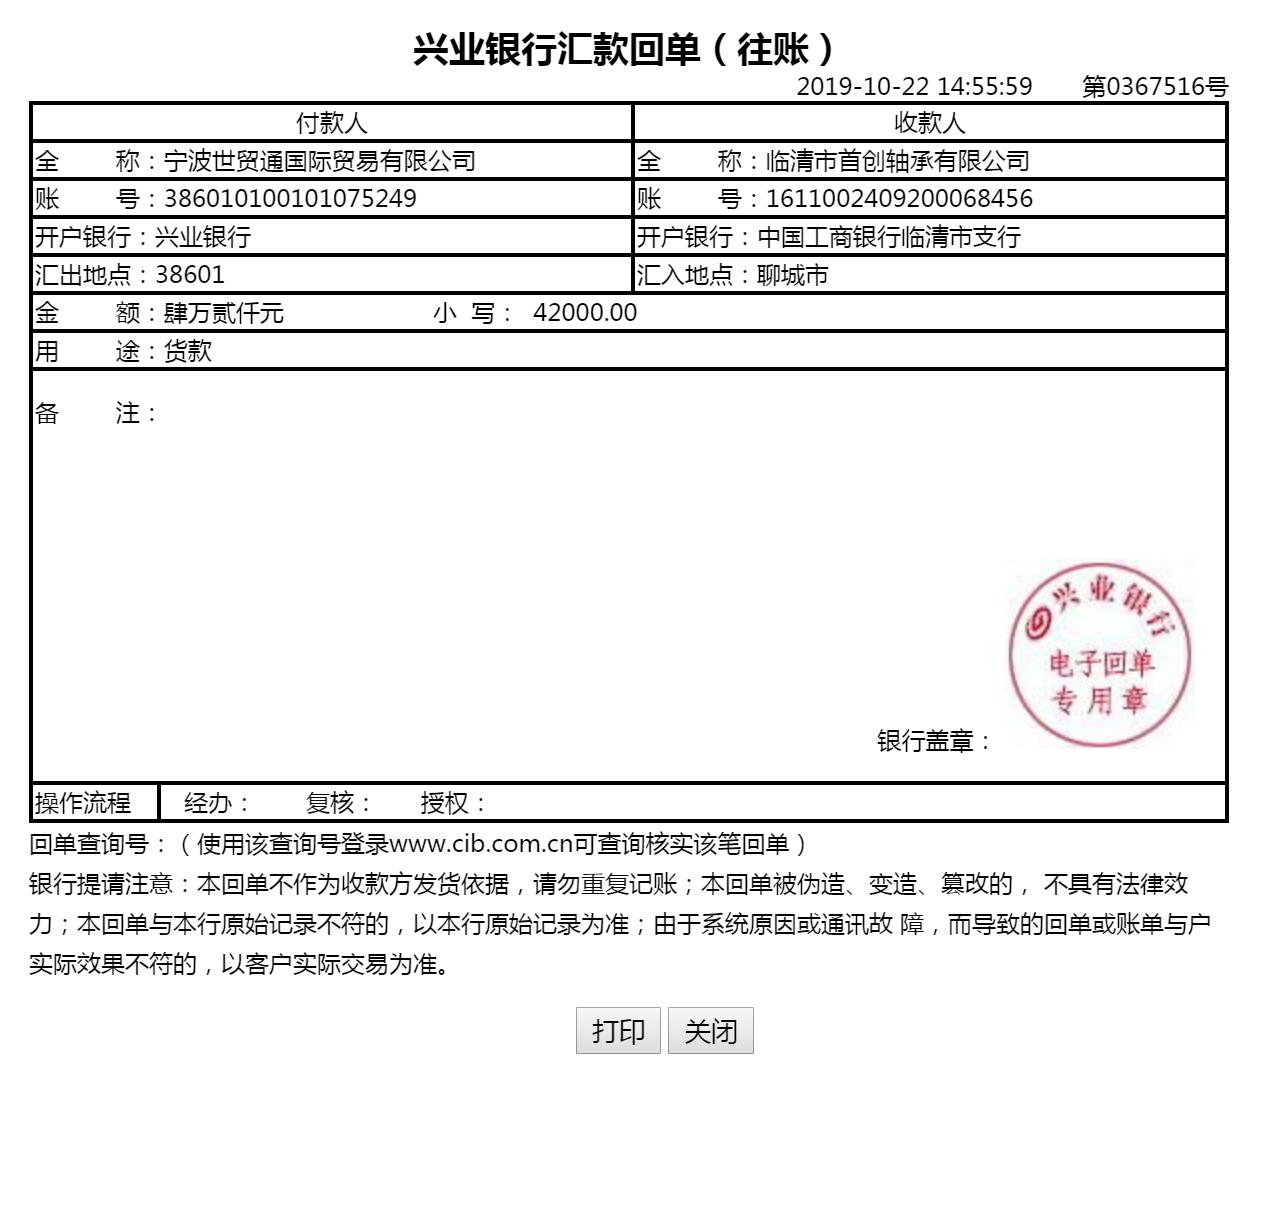 兴业银行汇款回单（往账）
2019-10-22 14:55:59 第0367516号
付款人 收款人
全 称：宁波世贸通国际贸易有限公司 全 称：临清市首创轴承有限公司
账 号：386010100101075249 账 号：1611002409200068456
开户银行：兴业银行 开户银行：中国工商银行临清市支行
汇出地点：38601 汇入地点：聊城市
金 额：肆万贰仟元 小 写： 42000.00
用 途：货款
备 注：
兴业银行
电子回单
专用章
银行盖章：
操作流程 经办： 复核： 授权：
回单查询号：（使用该查询号登录www.cib.com.cn可查询核实该笔回单）
银行提请注意：本回单不作为收款方发货依据，请勿重复记账；本回单被伪造、变造、篡改的， 不具有法律效
力；本回单与本行原始记录不符的，以本行原始记录为准；由于系统原因或通讯故 障，而导致的回单或账单与户
实际效果不符的，以客户实际交易为准。
打印 关闭